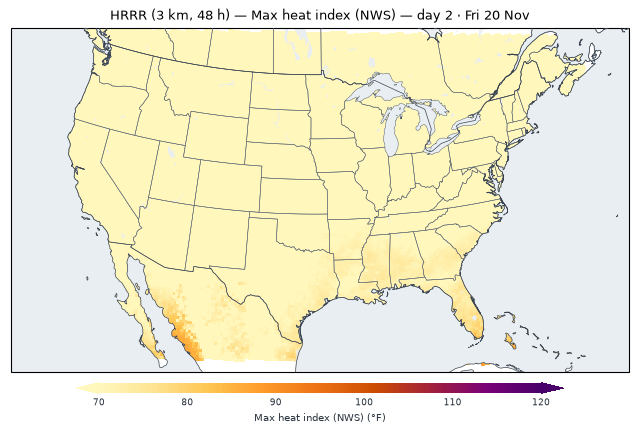 HRRR (3 km, 48 h) — Max heat index (NWS) — day 2 · Fri 20 Nov
70 80 90 100 110 120
Max heat index (NWS) (°F)